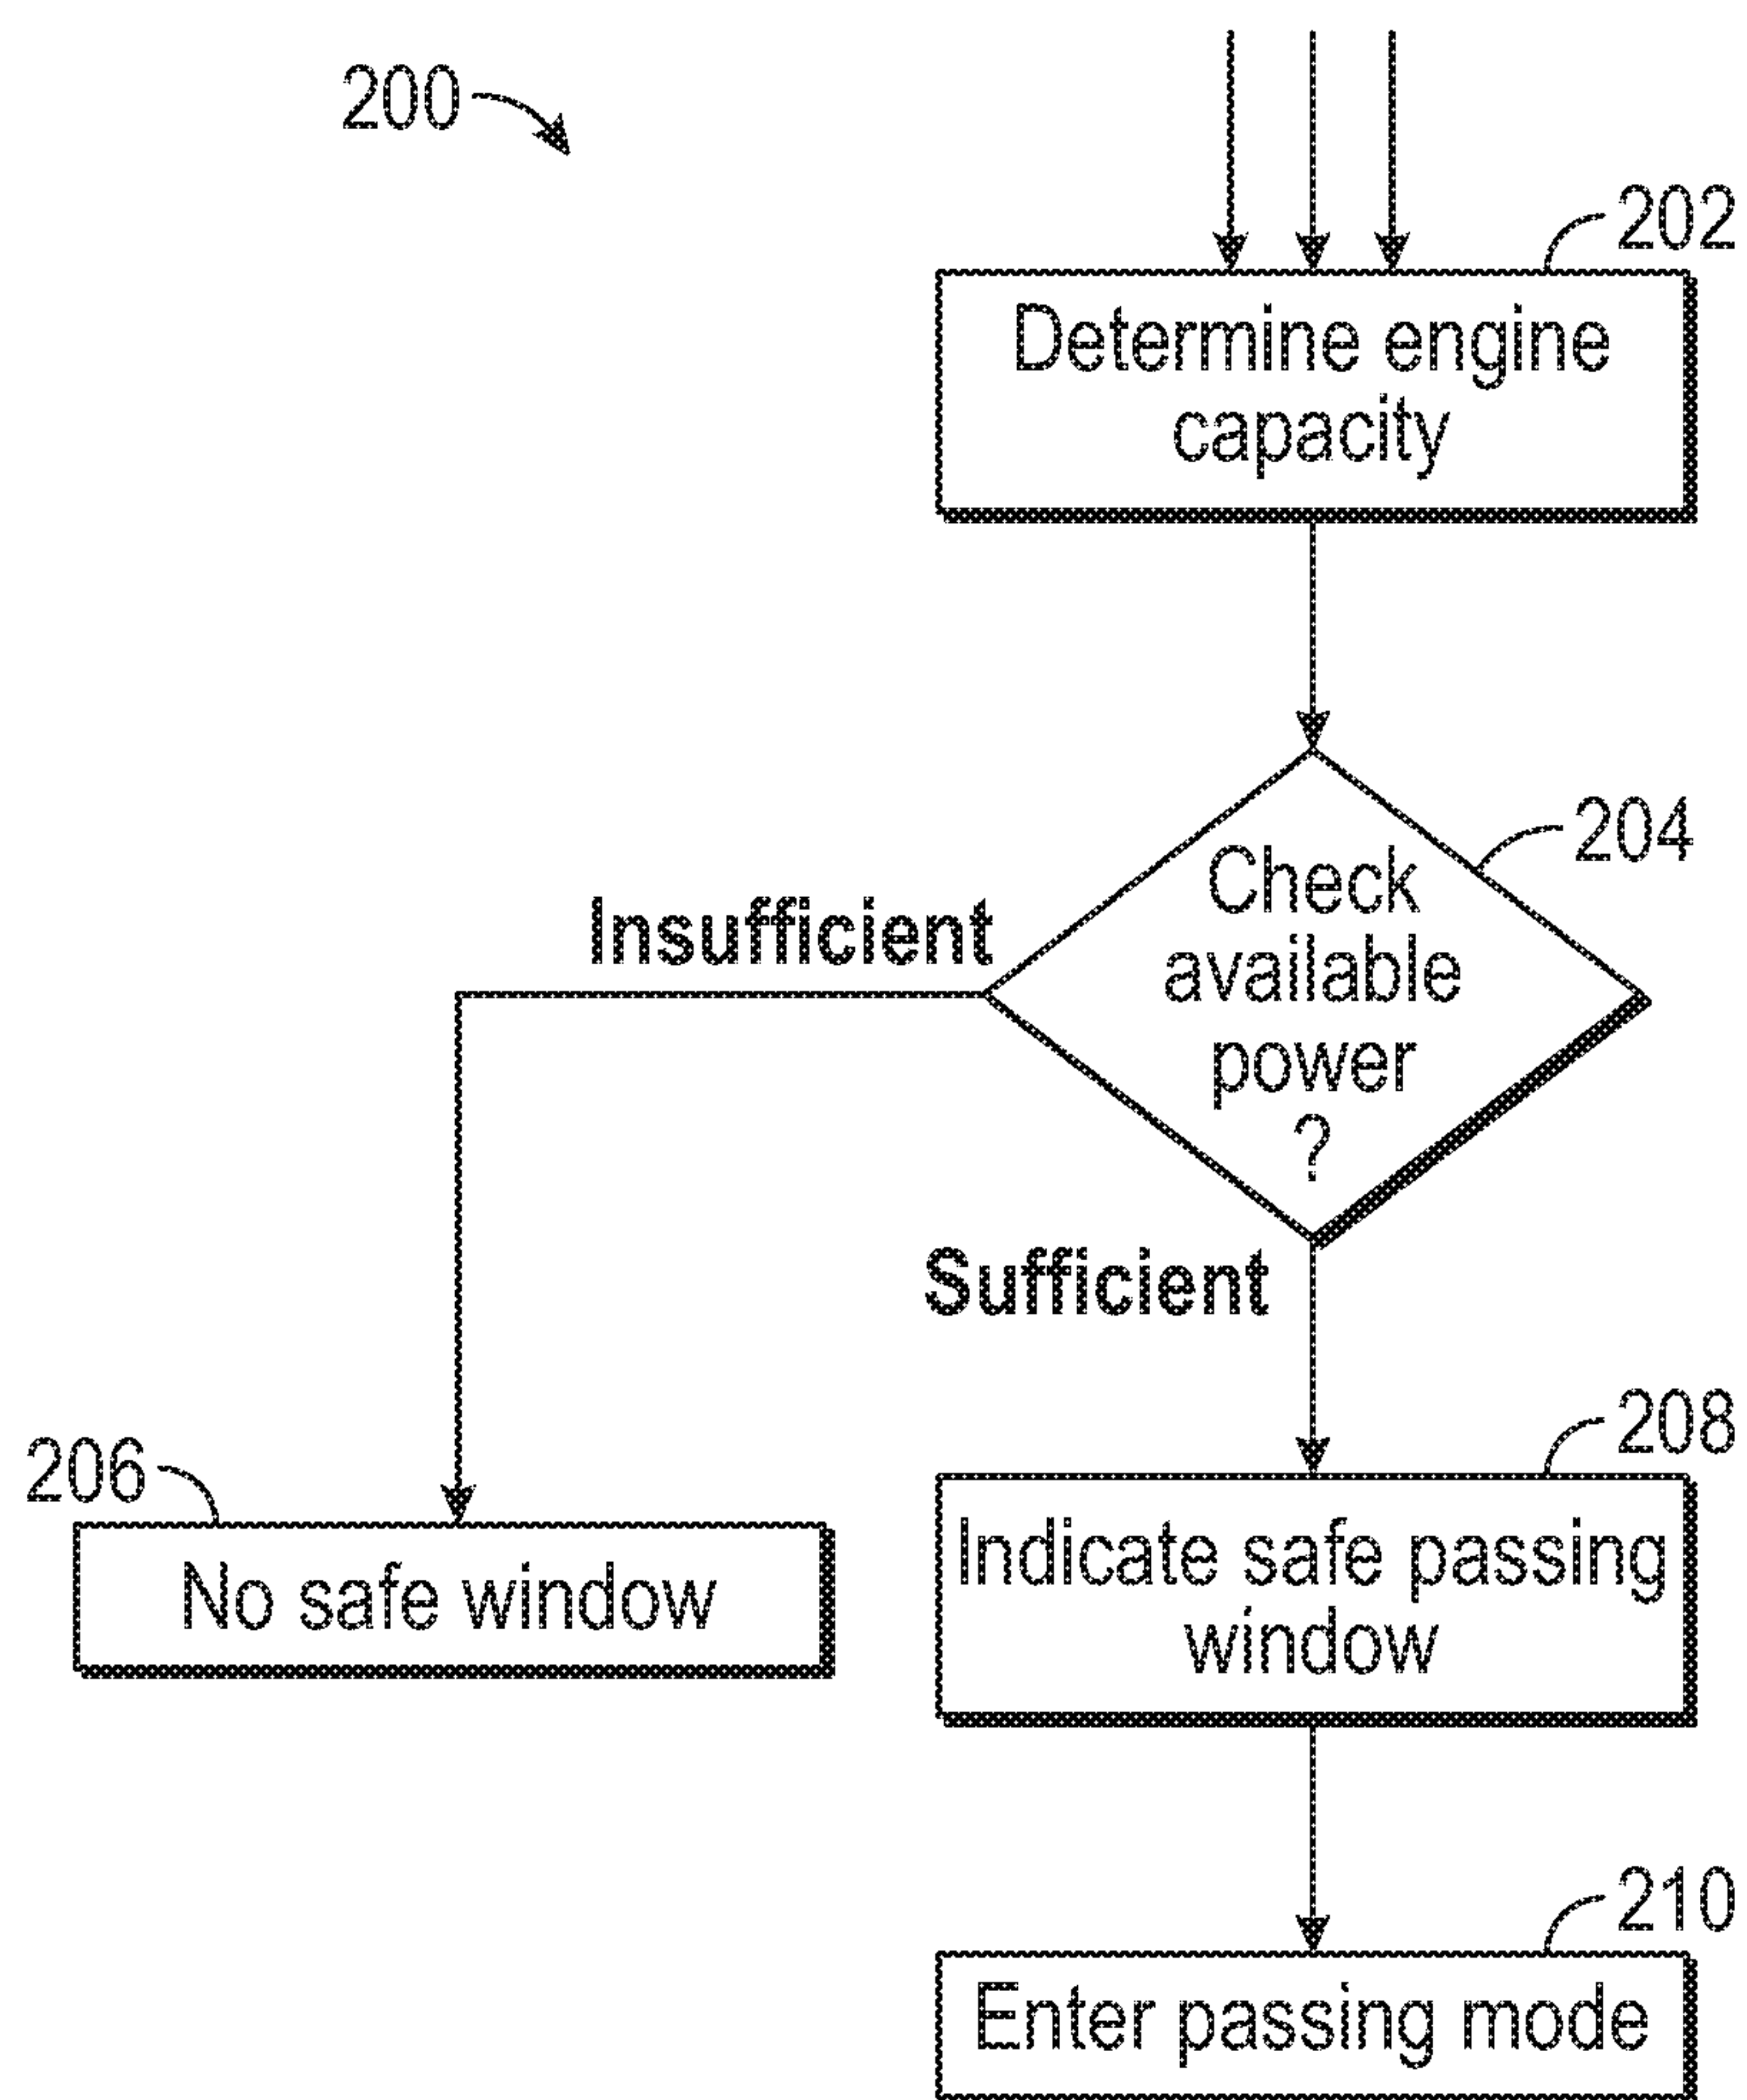 200
202
Determine engine
capacity
204
Check
available
power
?
Insufficient
Sufficient
206
No safe window
208
Indicate safe passing
window
210
Enter passing mode